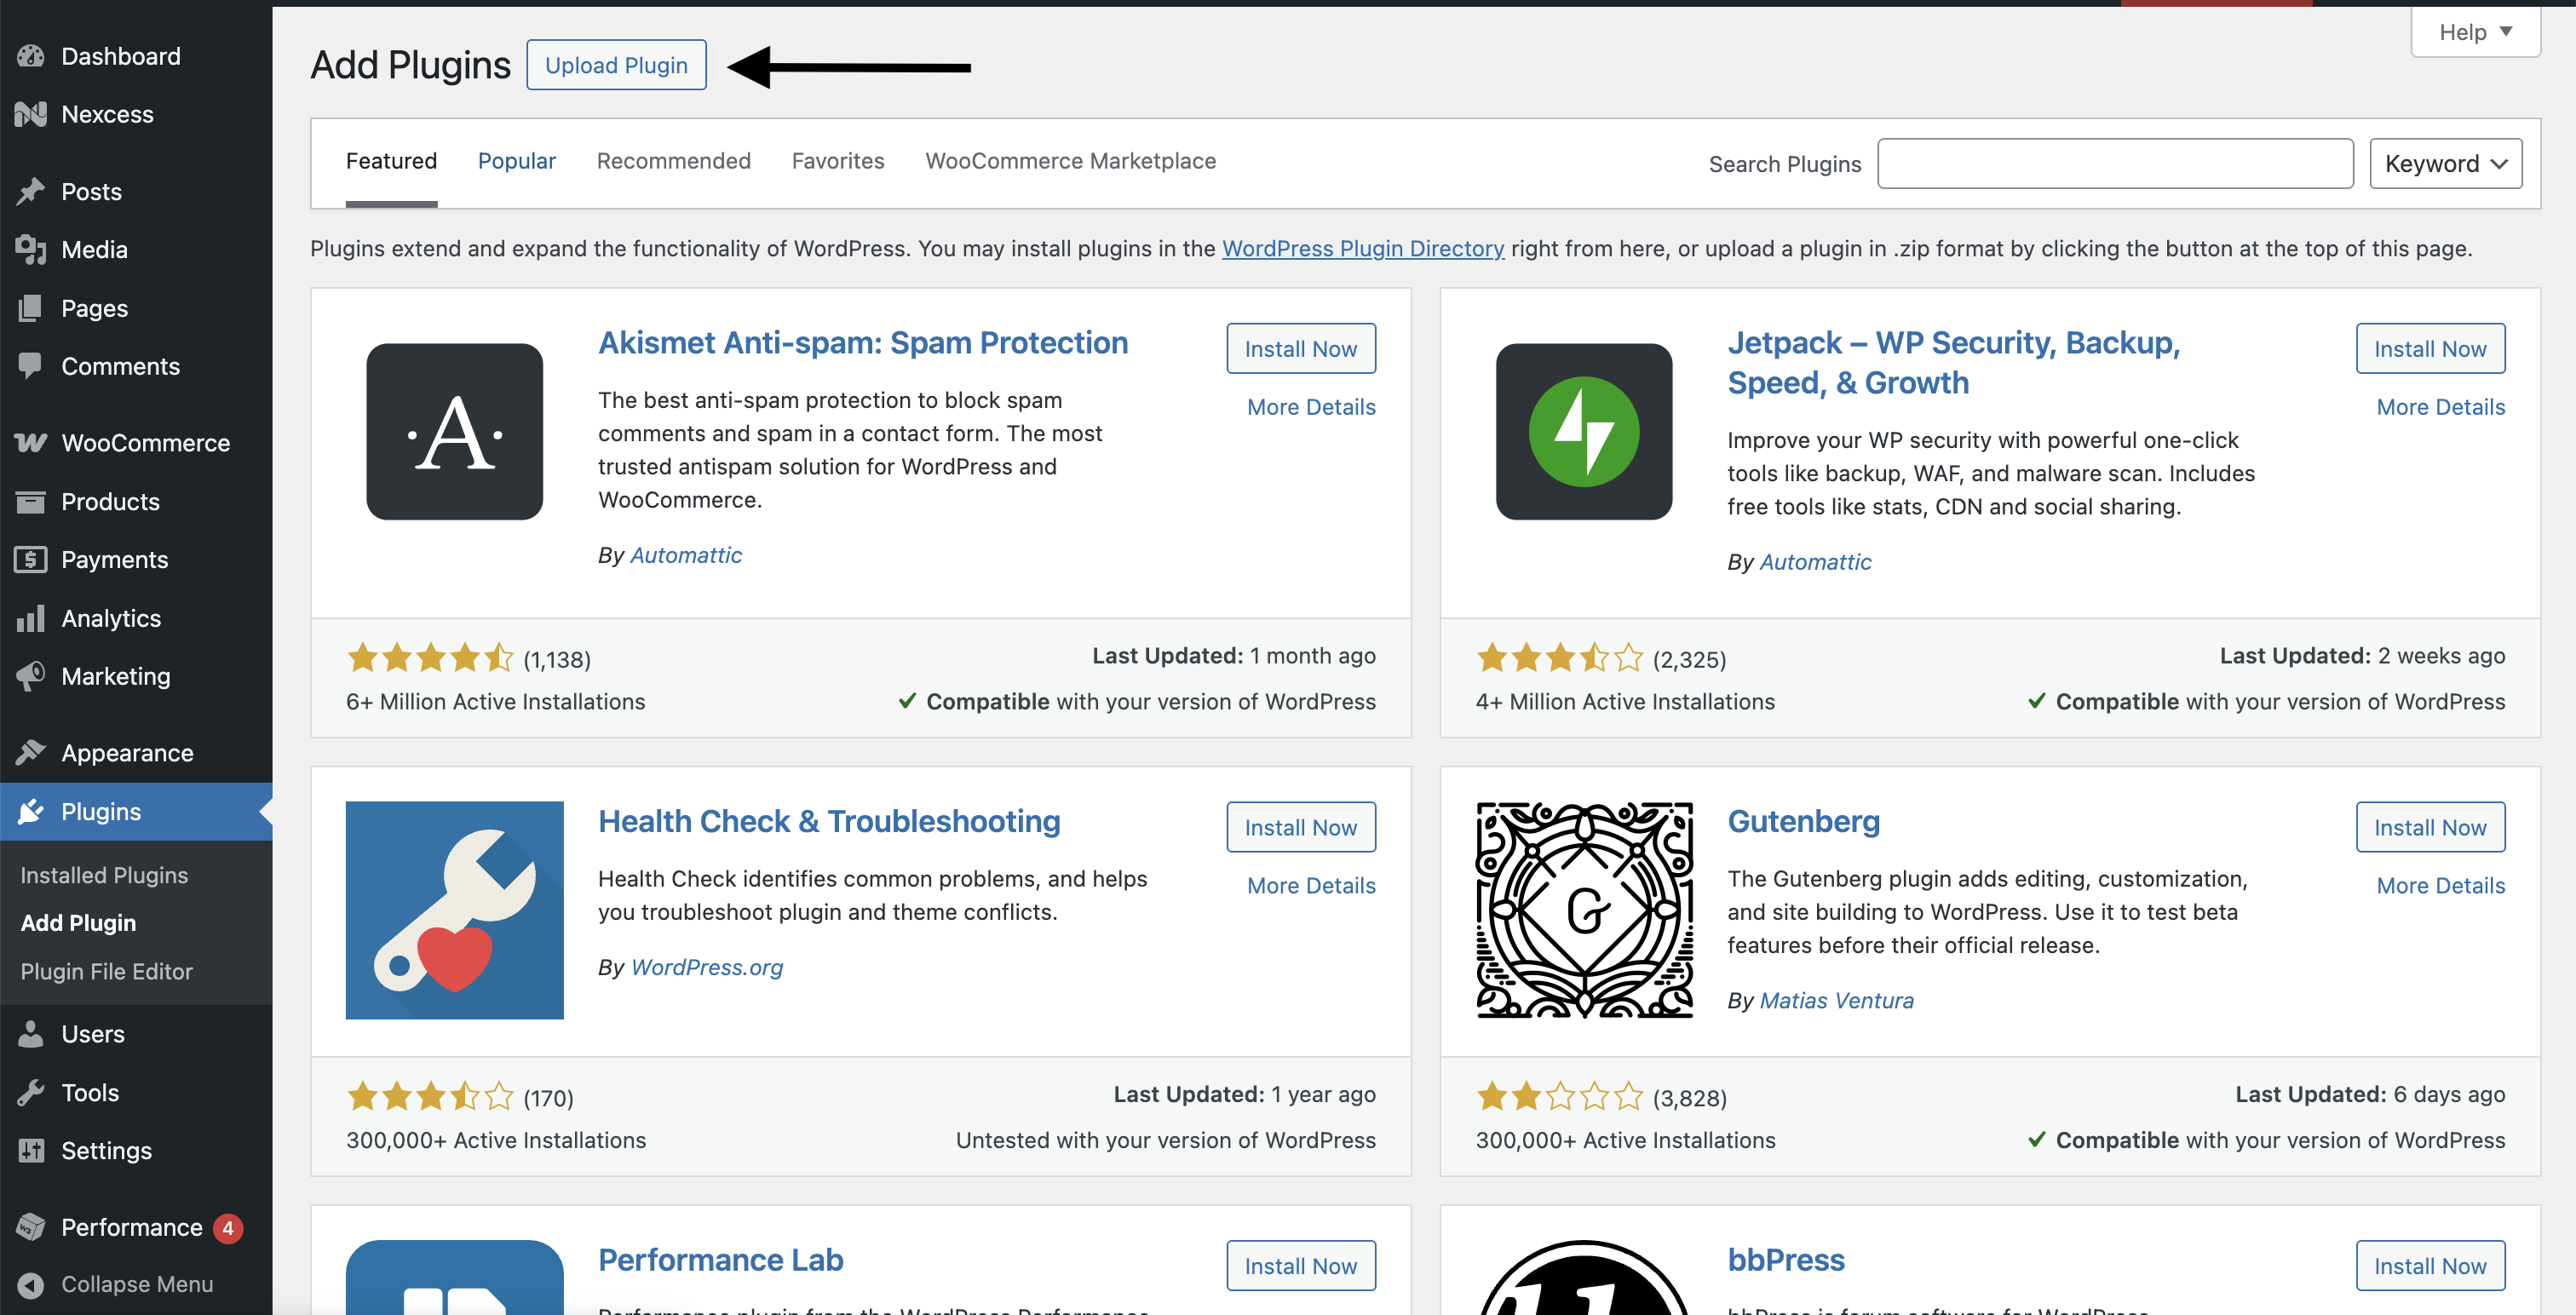 Dashboard
Nexcess
Posts
Media
Pages
Comments
WooCommerce
Products
Payments
Analytics
Marketing
Appearance
Plugins
Installed Plugins
Add Plugin
Plugin File Editor
Users
Tools
Settings
Performance 4
Collapse Menu
Help
Add Plugins Upload Plugin
Featured Popular Recommended Favorites WooCommerce Marketplace Search Plugins Keyword
Plugins extend and expand the functionality of WordPress. You may install plugins in the WordPress Plugin Directory right from here, or upload a plugin in .zip format by clicking the button at the top of this page.
·A·
Akismet Anti-spam: Spam Protection
Install Now
More Details
The best anti-spam protection to block spam
comments and spam in a contact form. The most
trusted antispam solution for WordPress and
WooCommerce.
By Automattic
(1,138)
Last Updated: 1 month ago
6+ Million Active Installations
Compatible with your version of WordPress
Jetpack – WP Security, Backup,
Speed, & Growth
Install Now
More Details
Improve your WP security with powerful one-click
tools like backup, WAF, and malware scan. Includes
free tools like stats, CDN and social sharing.
By Automattic
(2,325)
Last Updated: 2 weeks ago
4+ Million Active Installations
Compatible with your version of WordPress
Health Check & Troubleshooting
Install Now
More Details
Health Check identifies common problems, and helps
you troubleshoot plugin and theme conflicts.
By WordPress.org
(170)
Last Updated: 1 year ago
300,000+ Active Installations
Untested with your version of WordPress
G
Gutenberg
Install Now
More Details
The Gutenberg plugin adds editing, customization,
and site building to WordPress. Use it to test beta
features before their official release.
By Matias Ventura
(3,828)
Last Updated: 6 days ago
300,000+ Active Installations
Compatible with your version of WordPress
Performance Lab
Install Now
Performance plugin from the WordPress Performance
bbPress
Install Now
bbPress is forum software for WordPress